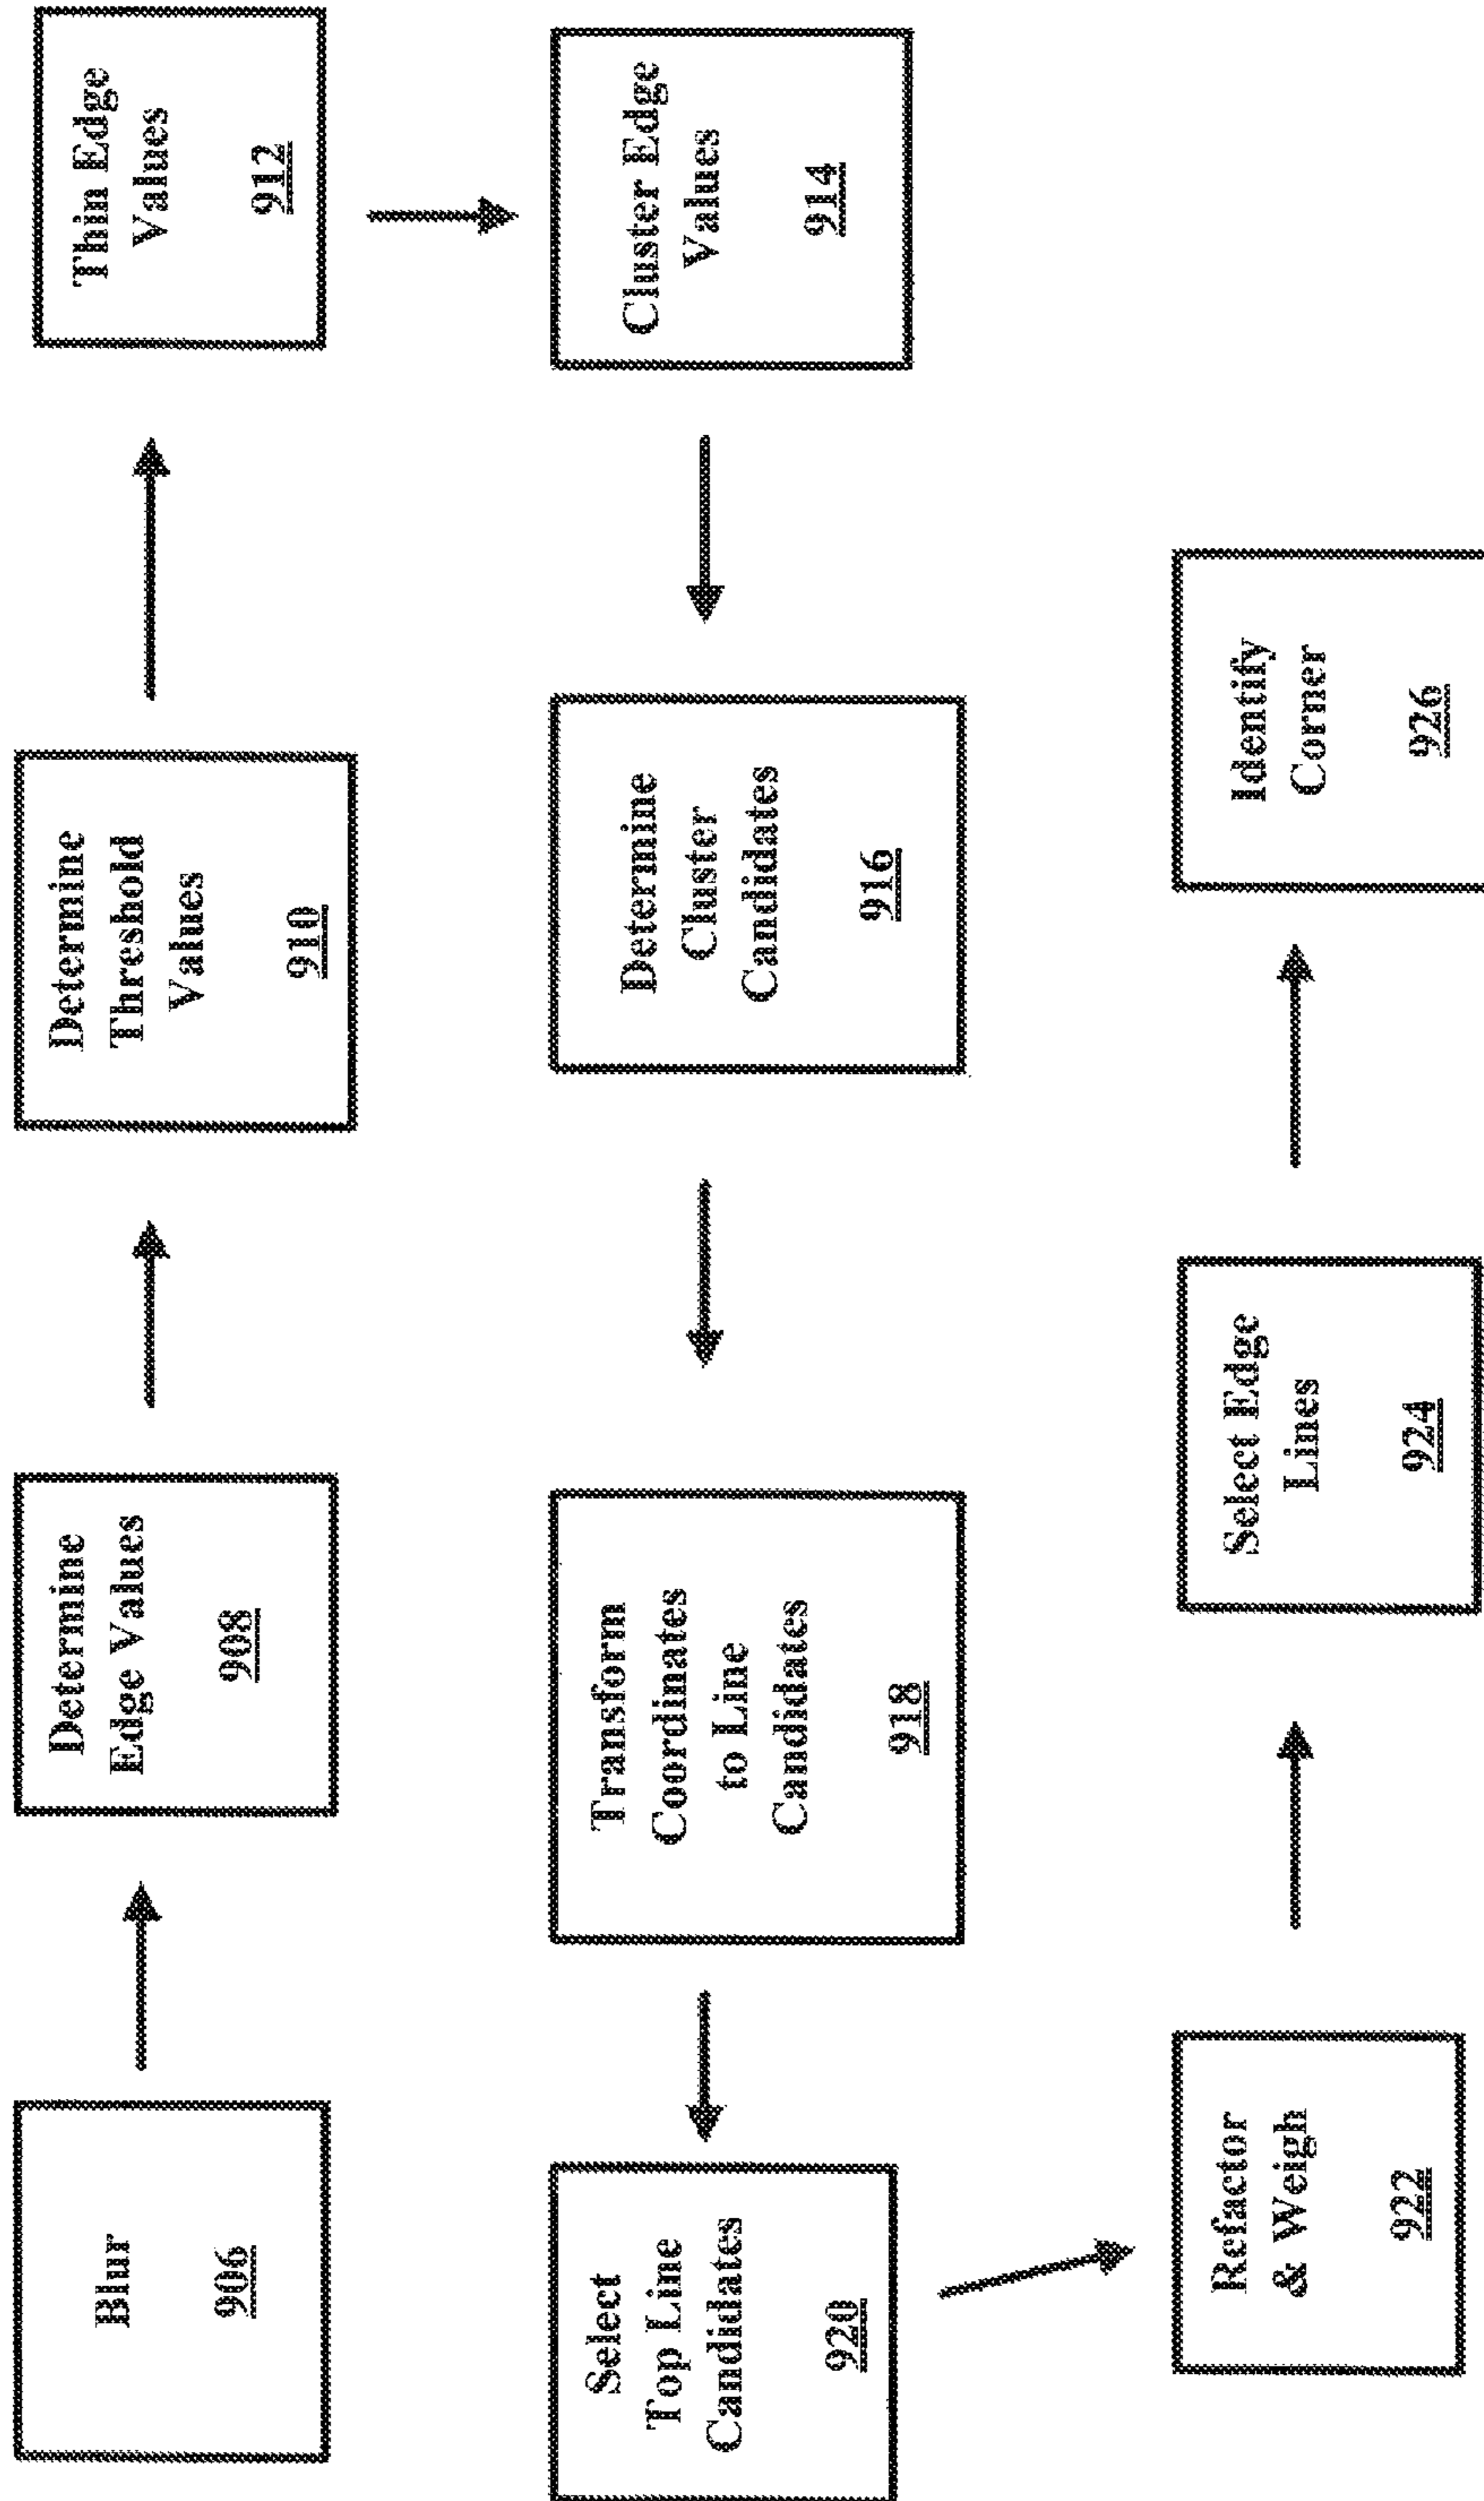 Blur
906
Determine
Edge Values
908
Determine
Threshold
Values
910
Thin Edge
Values
912
Cluster Edge
Values
914
Determine
Cluster
Candidates
916
Transform
Coordinates
to Line
Candidates
918
Select
Top Line
Candidates
920
Refactor
& Weigh
922
Select Edge
Lines
924
Identify
Corner
926